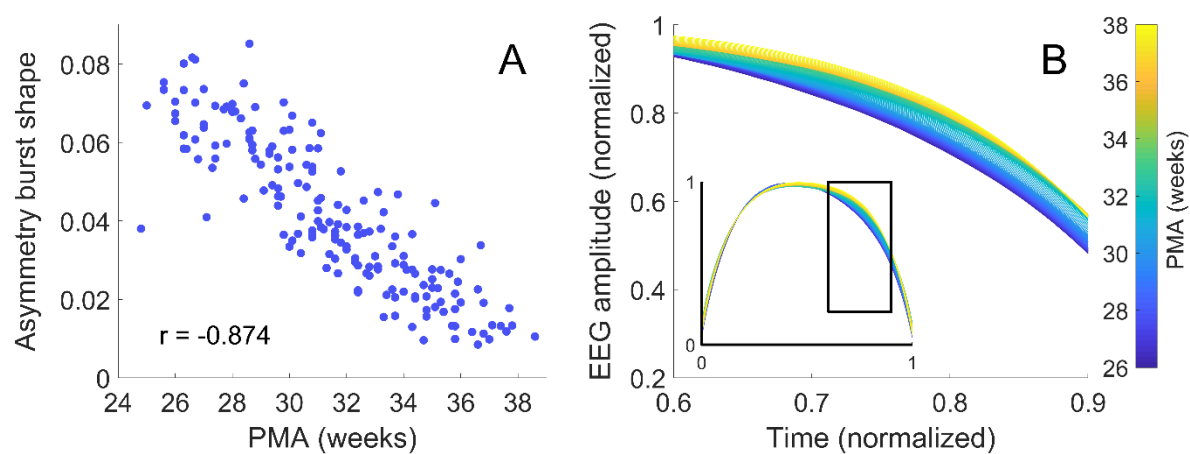 A
Asymmetry burst shape
0.08
0.06
0.04
0.02
0
r = -0.874
24 26 28 30 32 34 36 38
PMA (weeks)
B
EEG amplitude (normalized)
1
0.8
0.6
0.4
0.2
1
0
0 1
0.6 0.7 0.8 0.9
Time (normalized)
38
36
34
32
30
28
26
PMA (weeks)